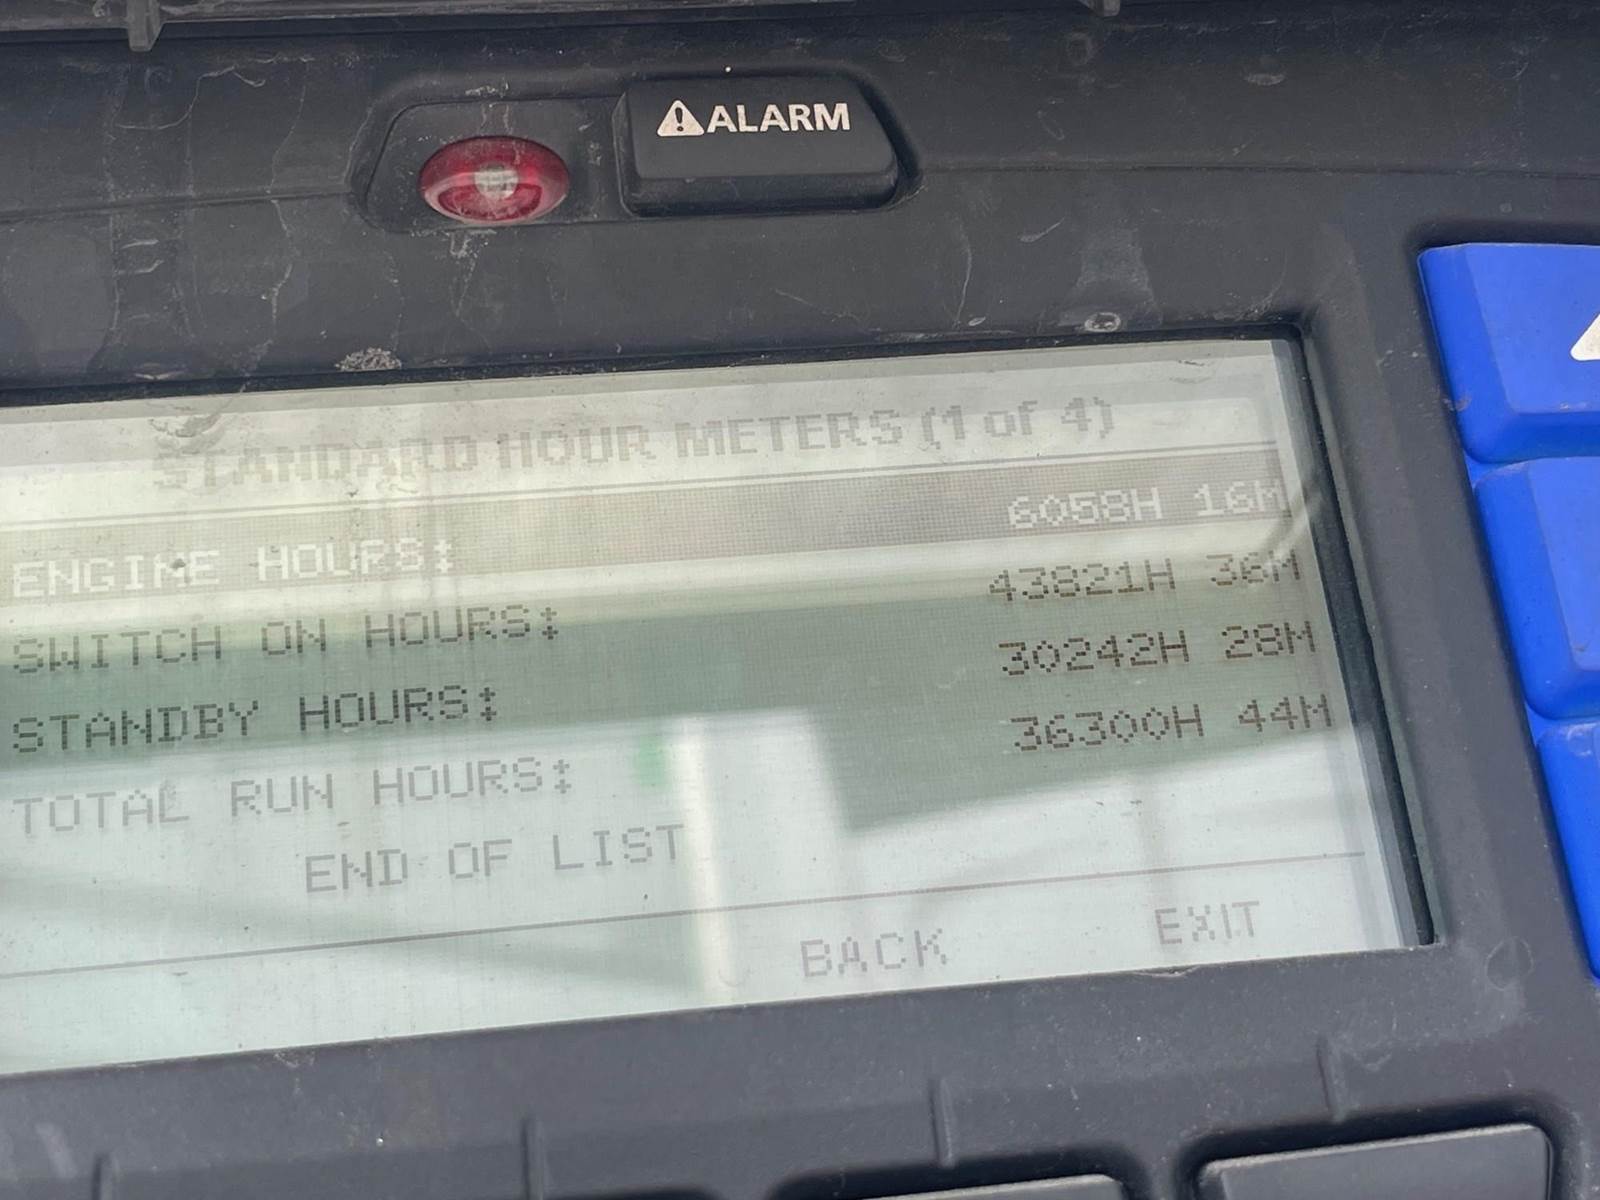 ALARM
STANDARD HOUR METERS (1 of 4)
ENGINE HOURS: 6058H 16M
SWITCH ON HOURS: 43821H 36M
STANDBY HOURS: 30242H 28M
TOTAL RUN HOURS: 36300H 44M
END OF LIST
BACK EXIT